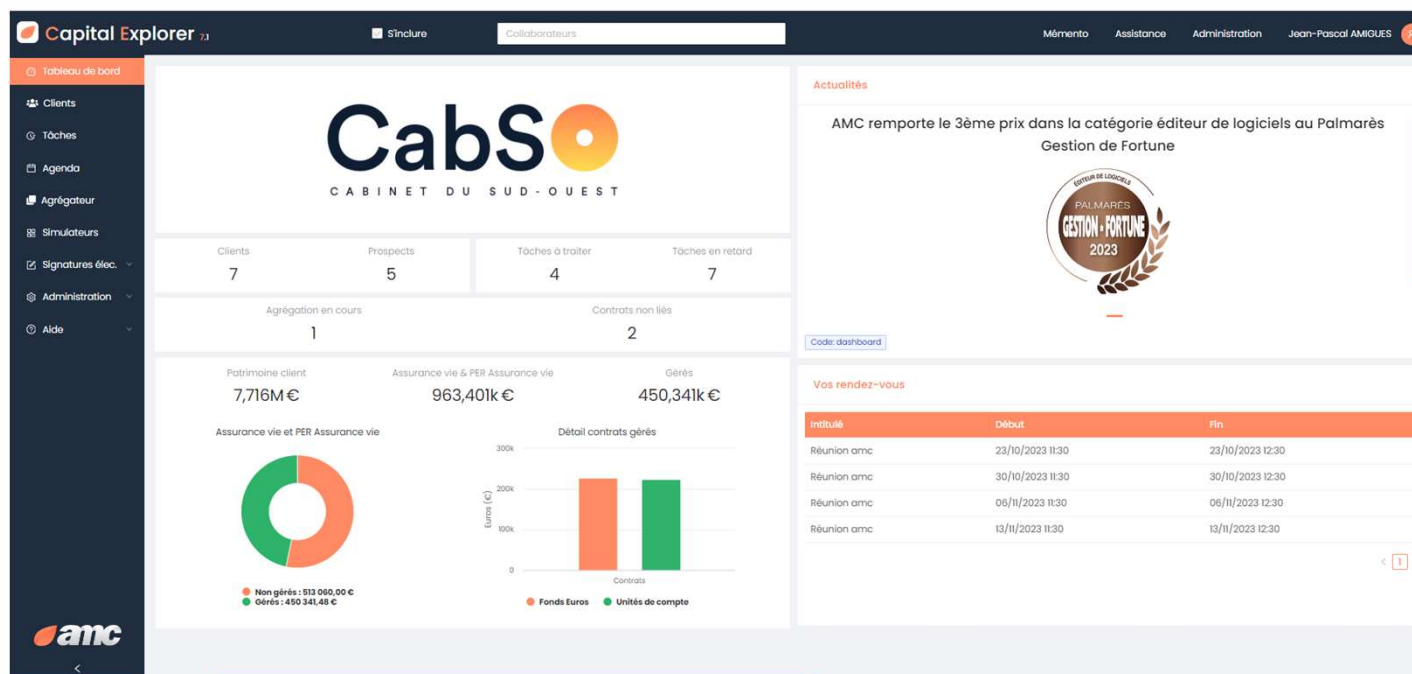 Capital Explorer 7.1
S'inclure
Collaborateurs
Mémento
Assistance
Administration
Jean-Pascal AMIGUES
Tableau de bord
Clients
Tâches
Agenda
Agrégateur
Simulateurs
Signatures élec.
Administration
Aide
amc
CabSO
CABINET DU SUD-OUEST
Clients
7
Prospects
5
Tâches à traiter
4
Tâches en retard
7
Agrégation en cours
1
Contrats non liés
2
Patrimoine client
7,716M €
Assurance vie & PER Assurance vie
963,401k €
Gérés
450,341k €
Assurance vie et PER Assurance vie
Non gérés : 513 060,00 €
Gérés : 450 341,48 €
Détail contrats gérés
300k
200k
100k
0
Euros (€)
Contrats
Fonds Euros
Unités de compte
Actualités
AMC remporte le 3ème prix dans la catégorie éditeur de logiciels au Palmarès
Gestion de Fortune
ÉDITEUR DE LOGICIELS
PALMARÈS
GESTION DE FORTUNE
2023
Code: dashboard
Vos rendez-vous
Intitulé Début Fin
Réunion amc 23/10/2023 11:30 23/10/2023 12:30
Réunion amc 30/10/2023 11:30 30/10/2023 12:30
Réunion amc 06/11/2023 11:30 06/11/2023 12:30
Réunion amc 13/11/2023 11:30 13/11/2023 12:30
< 1